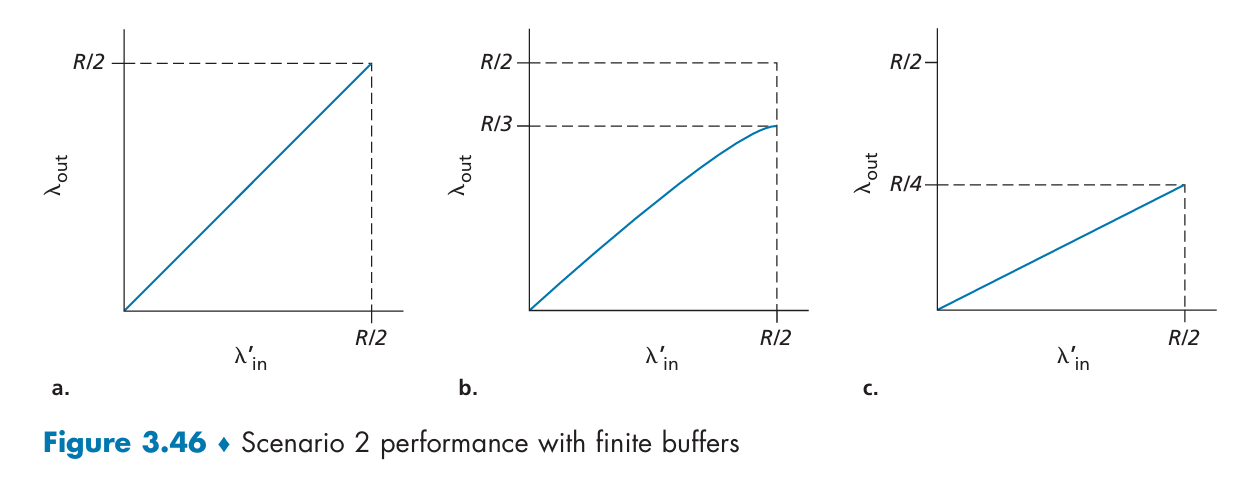 R/2
λout
R/2
λ′in
a.
R/2
R/3
λout
R/2
λ′in
b.
R/2
R/4
λout
R/2
λ′in
c.
Figure 3.46 ♦ Scenario 2 performance with finite buffers